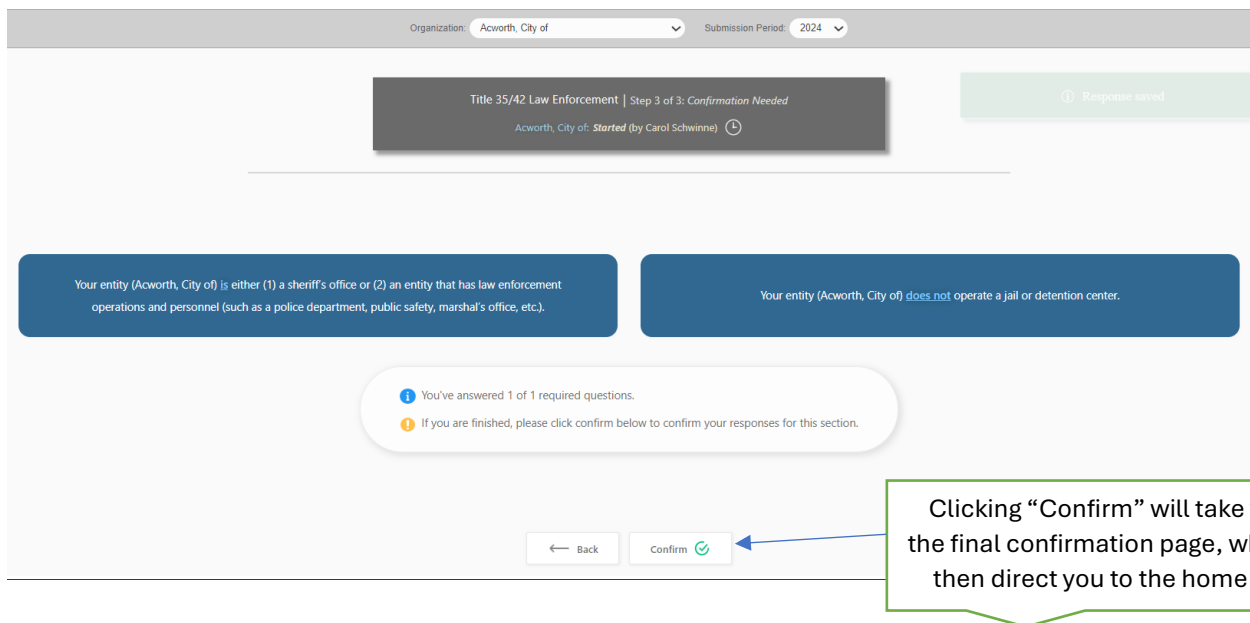 Organization: Acworth, City of Submission Period: 2024
Title 35/42 Law Enforcement | Step 3 of 3: Confirmation Needed
Response saved
Acworth, City of: Started (by Carol Schwinne)
Your entity (Acworth, City of) is either (1) a sheriff's office or (2) an entity that has law enforcement
operations and personnel (such as a police department, public safety, marshal's office, etc.).
Your entity (Acworth, City of) does not operate a jail or detention center.
You've answered 1 of 1 required questions.
If you are finished, please click confirm below to confirm your responses for this section.
Back Confirm
Clicking “Confirm” will take
the final confirmation page,
then direct you to the home